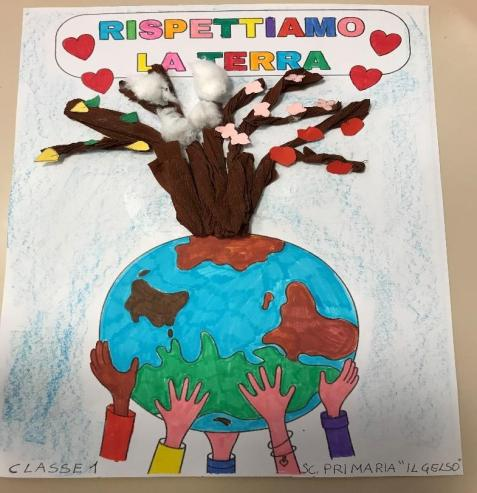 RISPETTIAMO
LA TERRA
CLASSE 1 SC. PRIMARIA "IL GELSO"